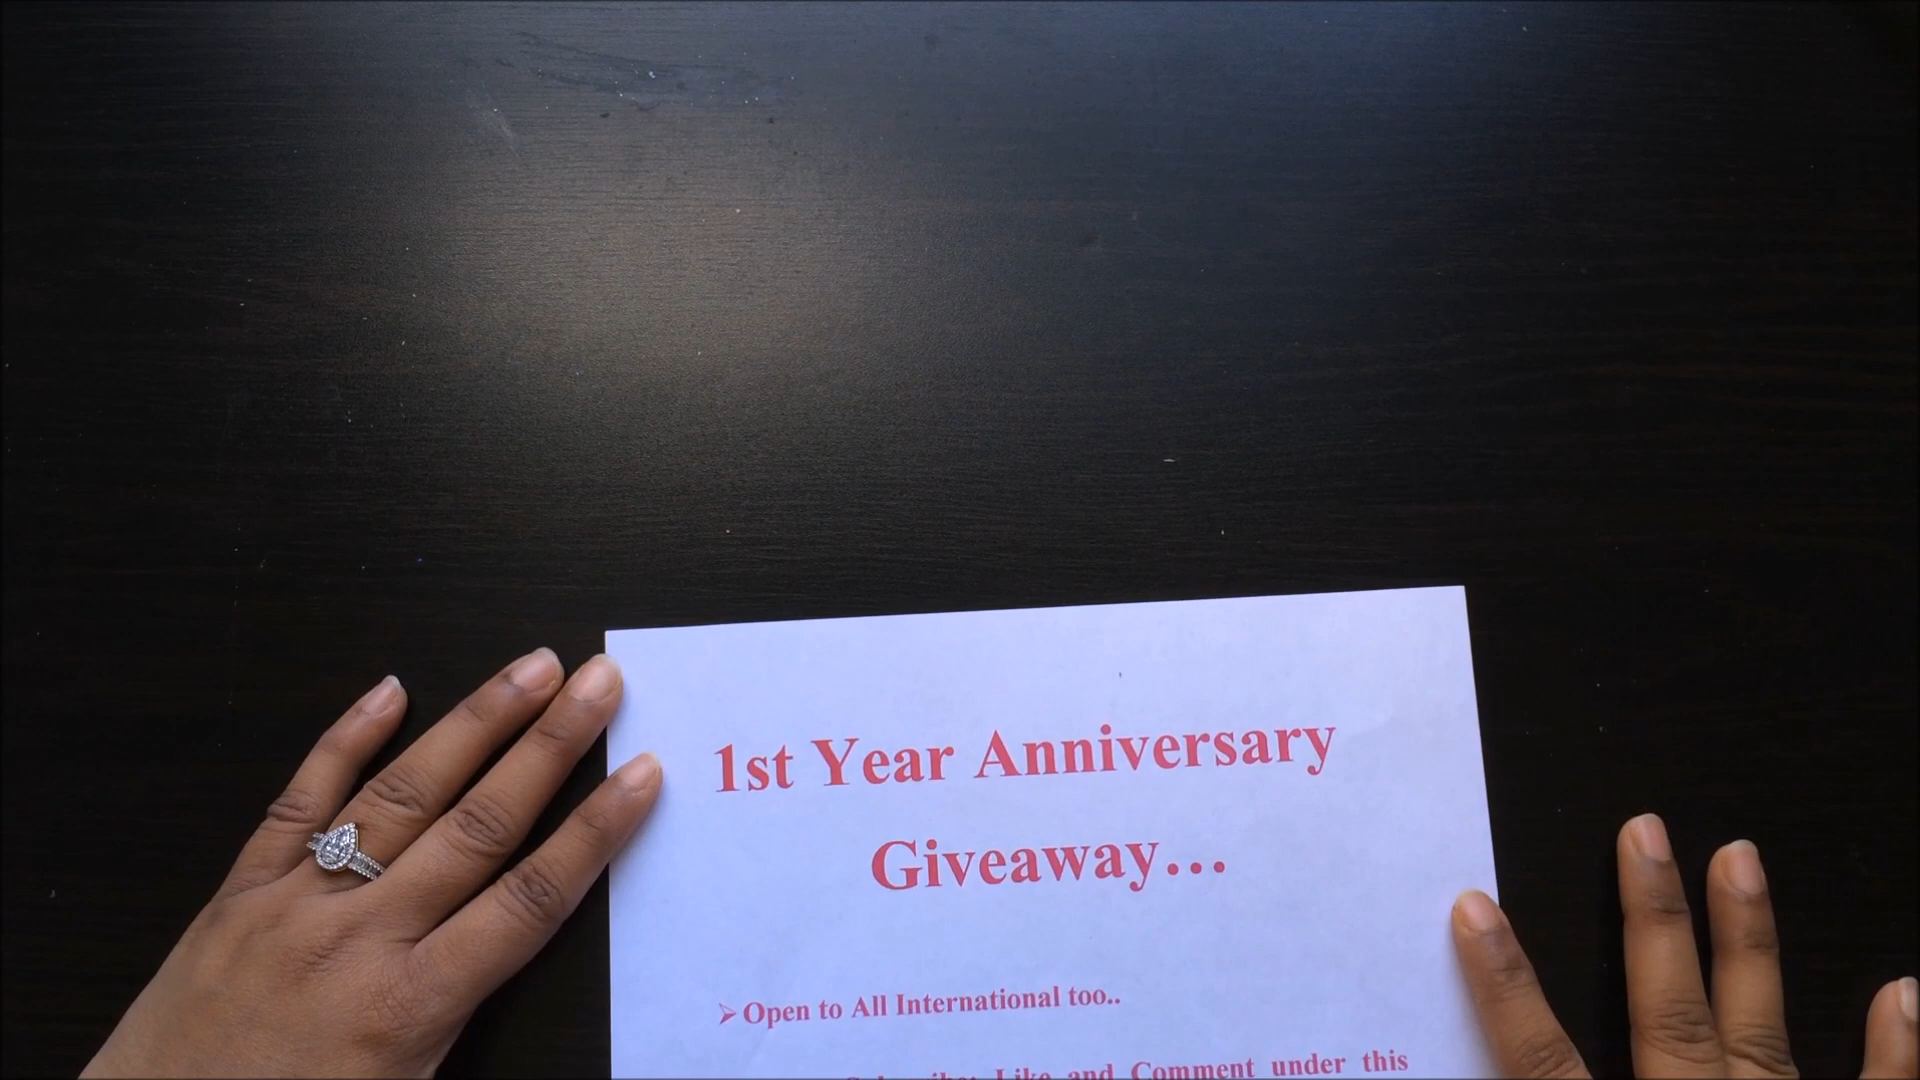 1st Year Anniversary
Giveaway...
➢Open to All International too..
Like and Comment under this